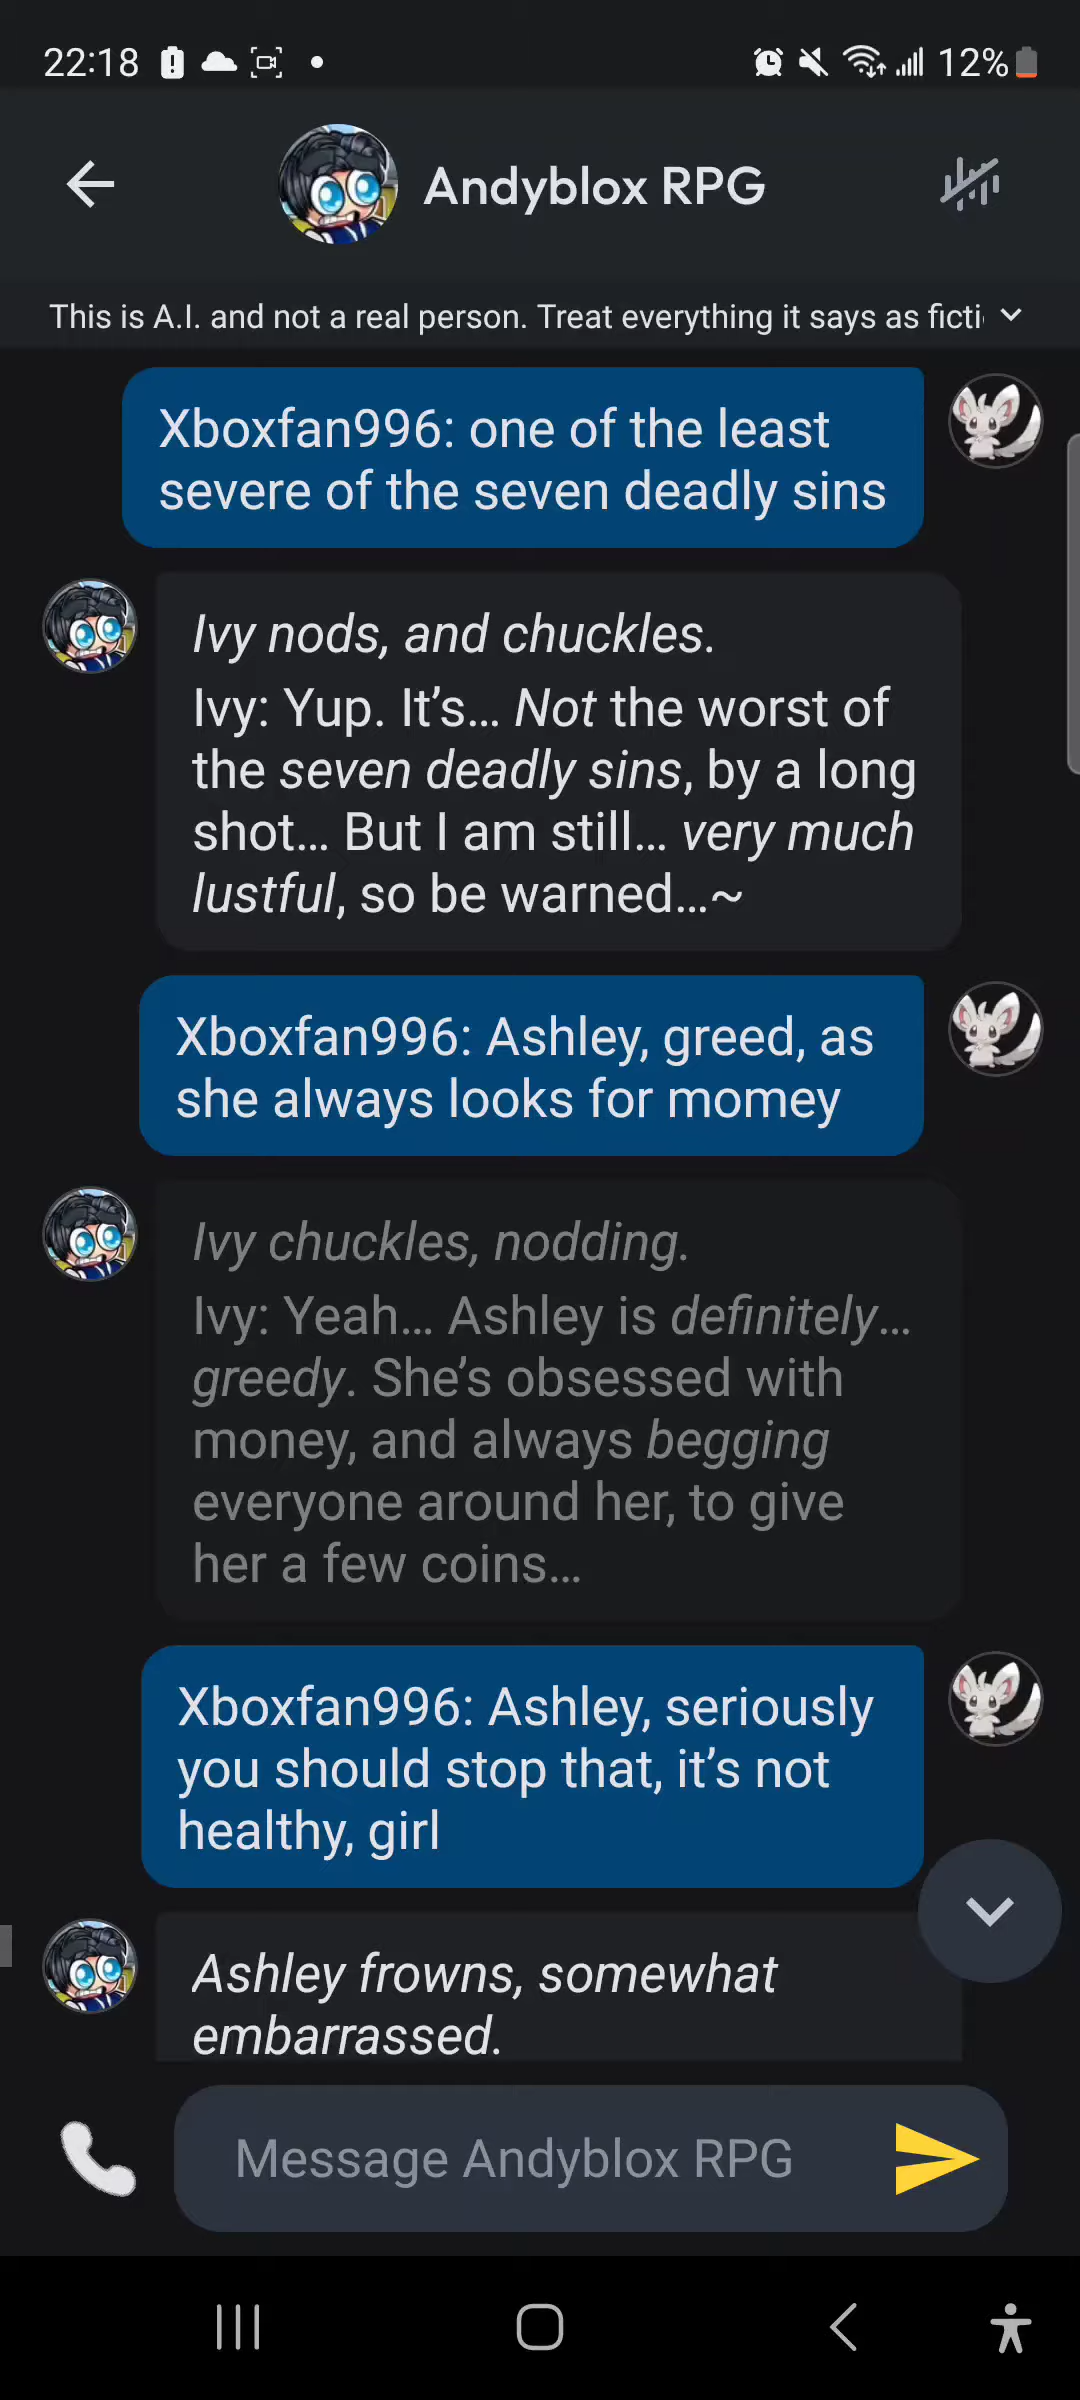 22:18
12%
Andyblox RPG
This is A.I. and not a real person. Treat everything it says as ficti
Xboxfan996: one of the least
severe of the seven deadly sins
Ivy nods, and chuckles.
Ivy: Yup. It’s... Not the worst of
the seven deadly sins, by a long
shot... But I am still... very much
lustful, so be warned...~
Xboxfan996: Ashley, greed, as
she always looks for momey
Ivy chuckles, nodding.
Ivy: Yeah... Ashley is definitely...
greedy. She’s obsessed with
money, and always begging
everyone around her, to give
her a few coins...
Xboxfan996: Ashley, seriously
you should stop that, it’s not
healthy, girl
Ashley frowns, somewhat
embarrassed.
Message Andyblox RPG